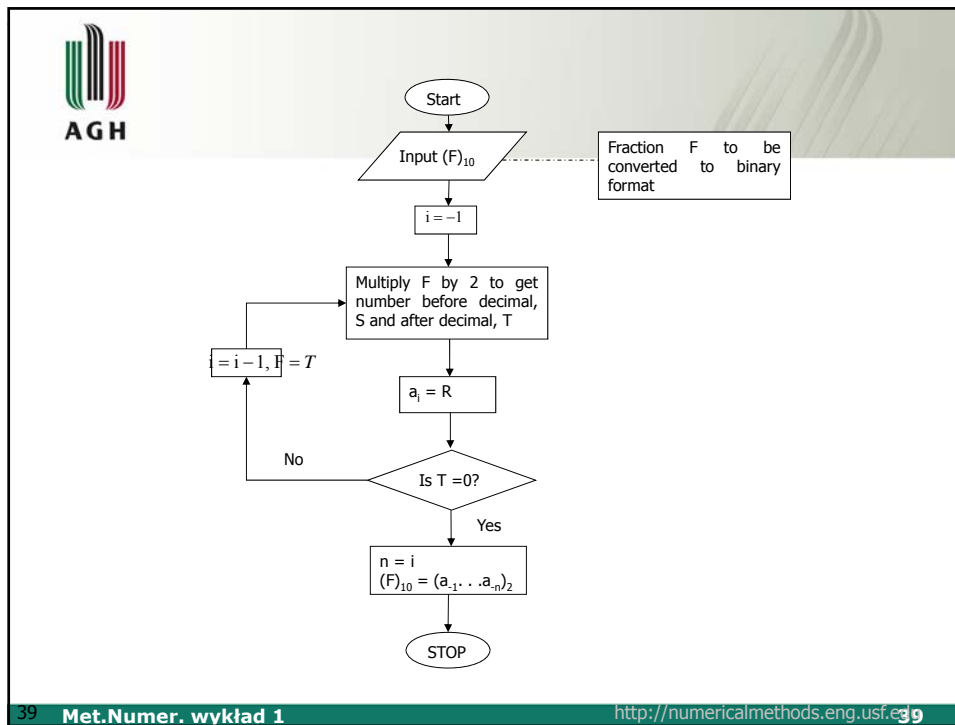 AGH
Start
Input (F)10
Fraction F to be
converted to binary
format
i = −1
Multiply F by 2 to get
number before decimal,
S and after decimal, T
i = i − 1, F = T
ai = R
No
Is T =0?
Yes
n = i
(F)10 = (a-1. . .a-n)2
STOP
39 Met.Numer. wykład 1 http://numericalmethods.eng.usf.edu 39